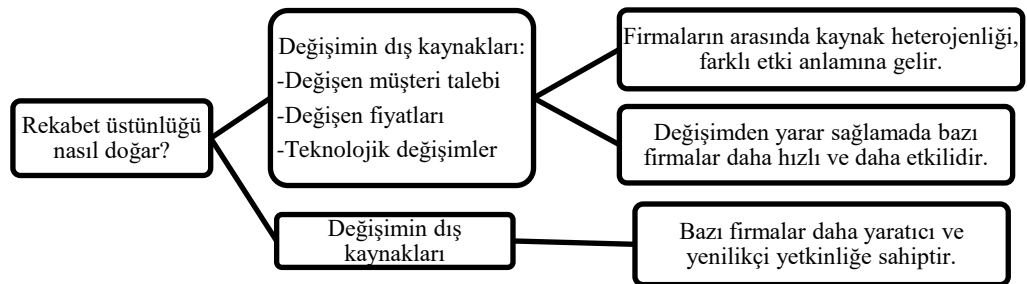 Rekabet üstünlüğü
nasıl doğar?
Değişimin dış kaynakları:
-Değişen müşteri talebi
-Değişen fiyatları
-Teknolojik değişimler
Firmaların arasında kaynak heterojenliği,
farklı etki anlamına gelir.
Değişimden yarar sağlamada bazı
firmalar daha hızlı ve daha etkilidir.
Değişimin dış
kaynakları
Bazı firmalar daha yaratıcı ve
yenilikçi yetkinliğe sahiptir.